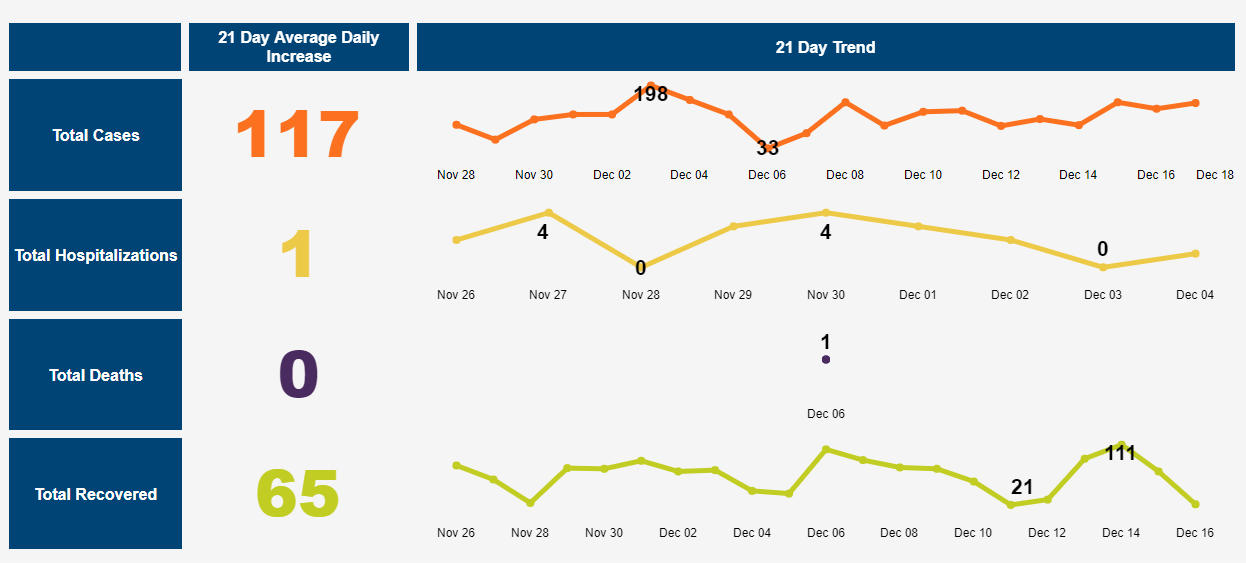 21 Day Average Daily
Increase
21 Day Trend
Total Cases
117
198
33
Nov 28 Nov 30 Dec 02 Dec 04 Dec 06 Dec 08 Dec 10 Dec 12 Dec 14 Dec 16 Dec 18
Total Hospitalizations
1
4 0 4 0
Nov 26 Nov 27 Nov 28 Nov 29 Nov 30 Dec 01 Dec 02 Dec 03 Dec 04
Total Deaths
0
1
Dec 06
Total Recovered
65
21 111
Nov 26 Nov 28 Nov 30 Dec 02 Dec 04 Dec 06 Dec 08 Dec 10 Dec 12 Dec 14 Dec 16